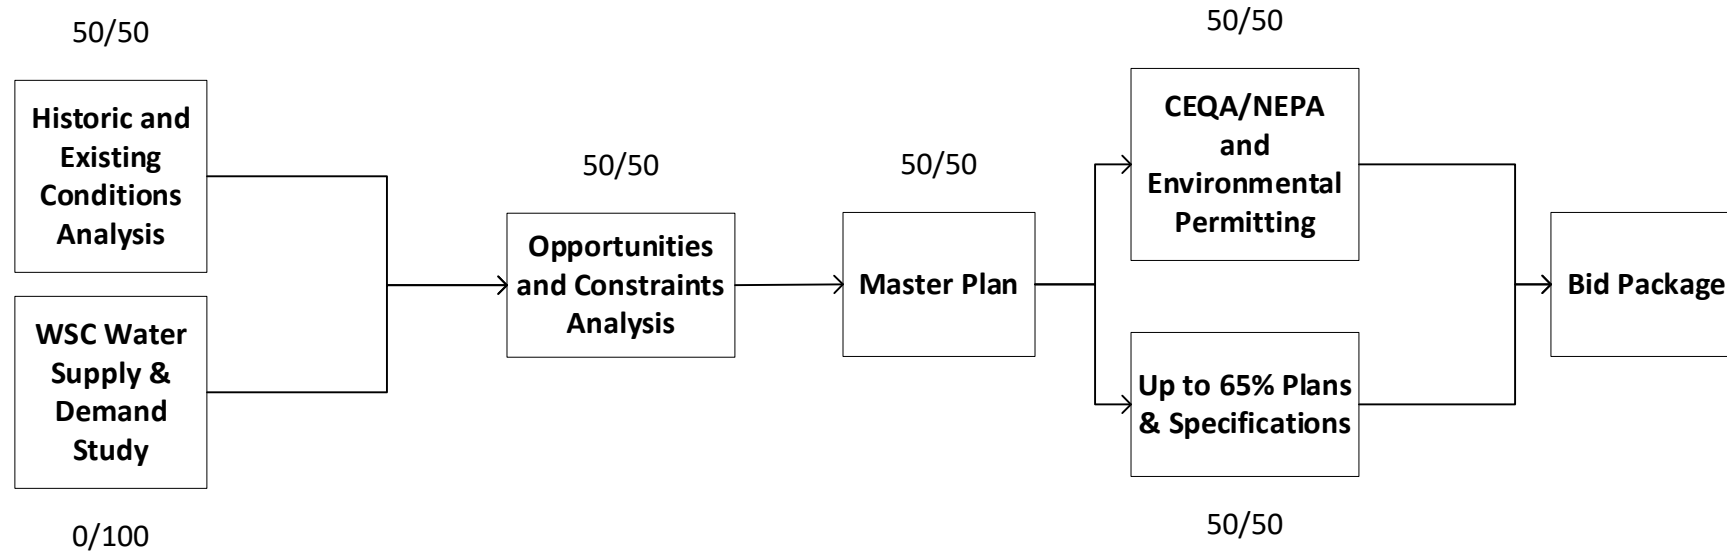 50/50
Historic and
Existing
Conditions
Analysis
WSC Water
Supply &
Demand
Study
0/100
50/50
Opportunities
and Constraints
Analysis
50/50
Master Plan
50/50
CEQA/NEPA
and
Environmental
Permitting
Up to 65% Plans
& Specifications
50/50
Bid Package